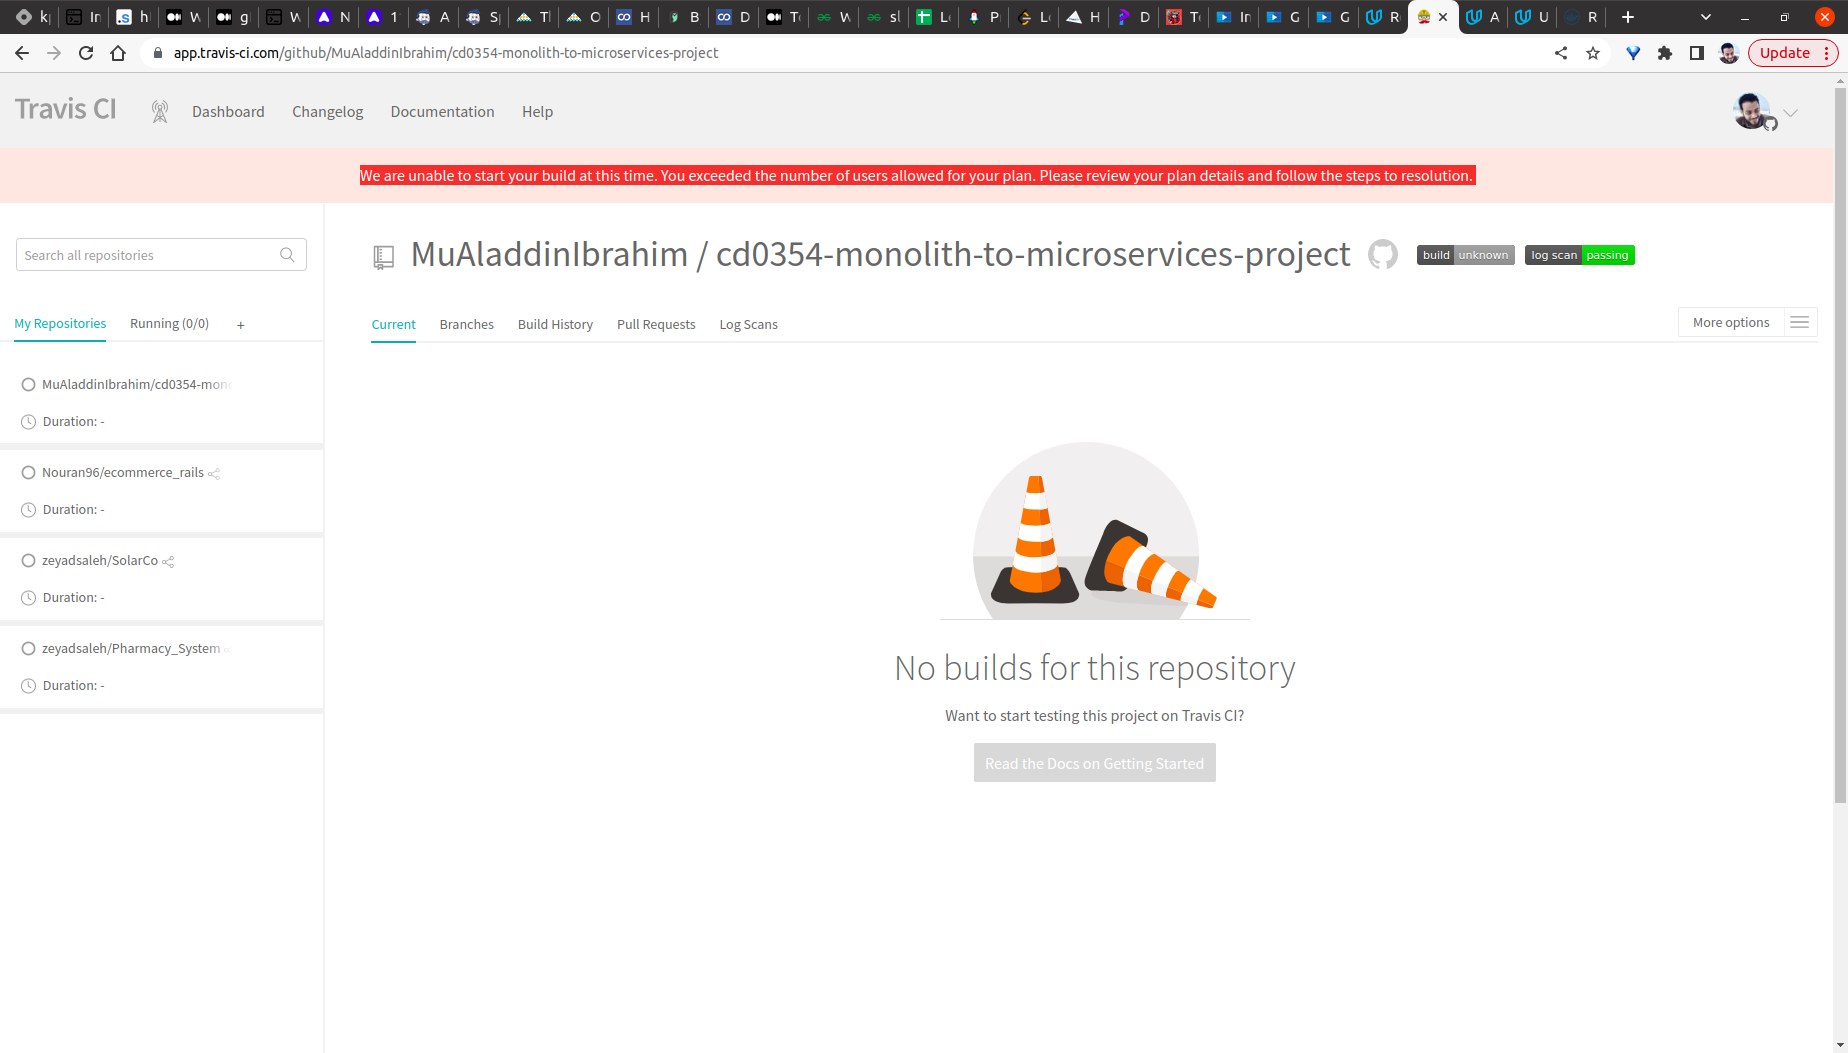 Update
app.travis-ci.com/github/MuAladdinIbrahim/cd0354-monolith-to-microservices-project
Travis CI
Dashboard
Changelog
Documentation
Help
We are unable to start your build at this time. You exceeded the number of users allowed for your plan. Please review your plan details and follow the steps to resolution.
Search all repositories
MuAladdinIbrahim / cd0354-monolith-to-microservices-project
build unknown
log scan passing
My Repositories
Running (0/0)
+
Current
Branches
Build History
Pull Requests
Log Scans
More options
MuAladdinIbrahim/cd0354-mon
Duration: -
Nouran96/ecommerce_rails
Duration: -
zeyadsaleh/SolarCo
Duration: -
zeyadsaleh/Pharmacy_System
Duration: -
No builds for this repository
Want to start testing this project on Travis CI?
Read the Docs on Getting Started